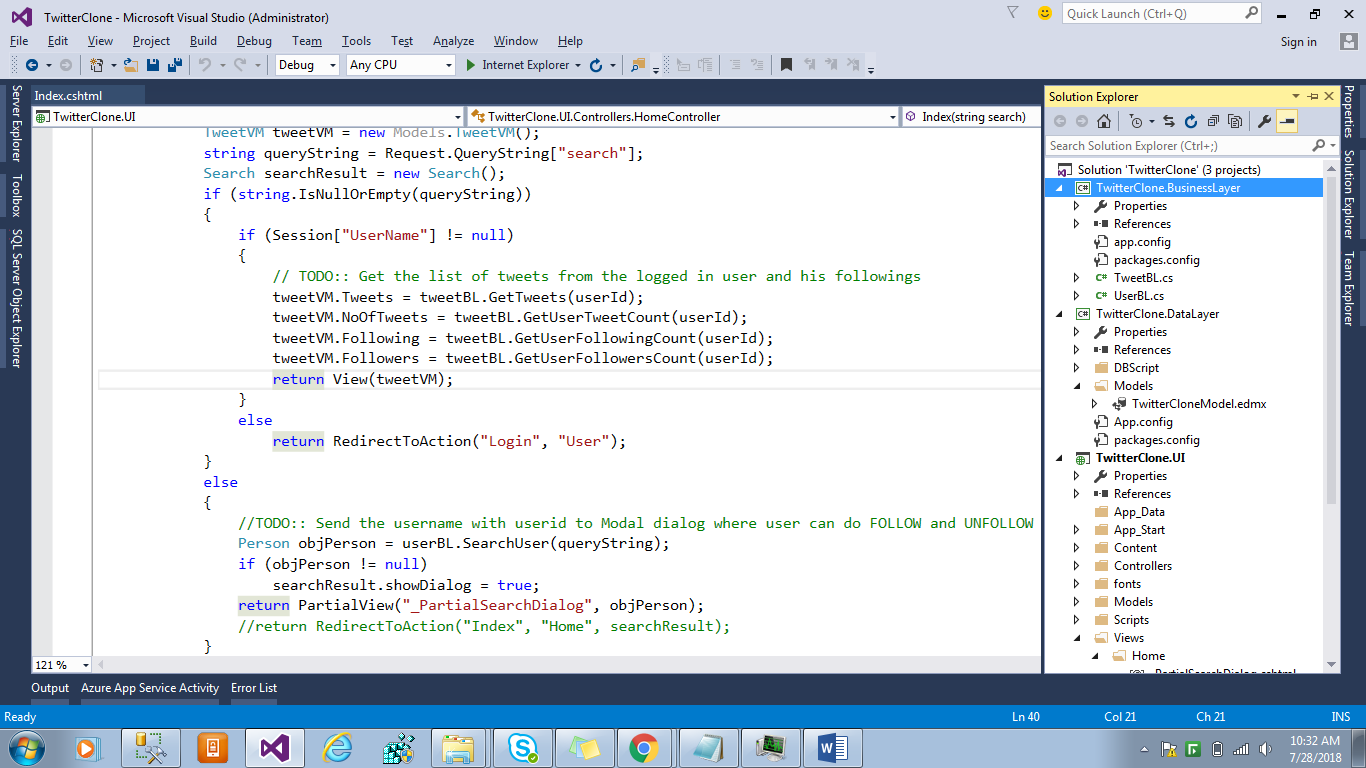 TwitterClone - Microsoft Visual Studio (Administrator)
Quick Launch (Ctrl+Q)
File Edit View Project Build Debug Team Tools Test Analyze Window Help
Sign in
Debug Any CPU Internet Explorer
Server Explorer
Toolbox
SQL Server Object Explorer
Index.cshtml
TwitterClone.UI TwitterClone.UI.Controllers.HomeController Index(string search)
TweetVM tweetVM = new Models.TweetVM();
string queryString = Request.QueryString["search"];
Search searchResult = new Search();
if (string.IsNullOrEmpty(queryString))
{
if (Session["UserName"] != null)
{
// TODO:: Get the list of tweets from the logged in user and his followings
tweetVM.Tweets = tweetBL.GetTweets(userId);
tweetVM.NoOfTweets = tweetBL.GetUserTweetCount(userId);
tweetVM.Following = tweetBL.GetUserFollowingCount(userId);
tweetVM.Followers = tweetBL.GetUserFollowersCount(userId);
return View(tweetVM);
}
else
return RedirectToAction("Login", "User");
}
else
{
//TODO:: Send the username with userid to Modal dialog where user can do FOLLOW and UNFOLLOW
Person objPerson = userBL.SearchUser(queryString);
if (objPerson != null)
searchResult.showDialog = true;
return PartialView("_PartialSearchDialog", objPerson);
//return RedirectToAction("Index", "Home", searchResult);
}
121 %
Solution Explorer
Search Solution Explorer (Ctrl+;)
Solution 'TwitterClone' (3 projects)
TwitterClone.BusinessLayer
Properties
References
app.config
packages.config
TweetBL.cs
UserBL.cs
TwitterClone.DataLayer
Properties
References
DBScript
Models
TwitterCloneModel.edmx
App.config
packages.config
TwitterClone.UI
Properties
References
App_Data
App_Start
Content
Controllers
fonts
Models
Scripts
Views
Home
_PartialSearchDialog.cshtml
Properties
Solution Explorer
Team Explorer
Output Azure App Service Activity Error List
Ready Ln 40 Col 21 Ch 21 INS
10:32 AM
7/28/2018